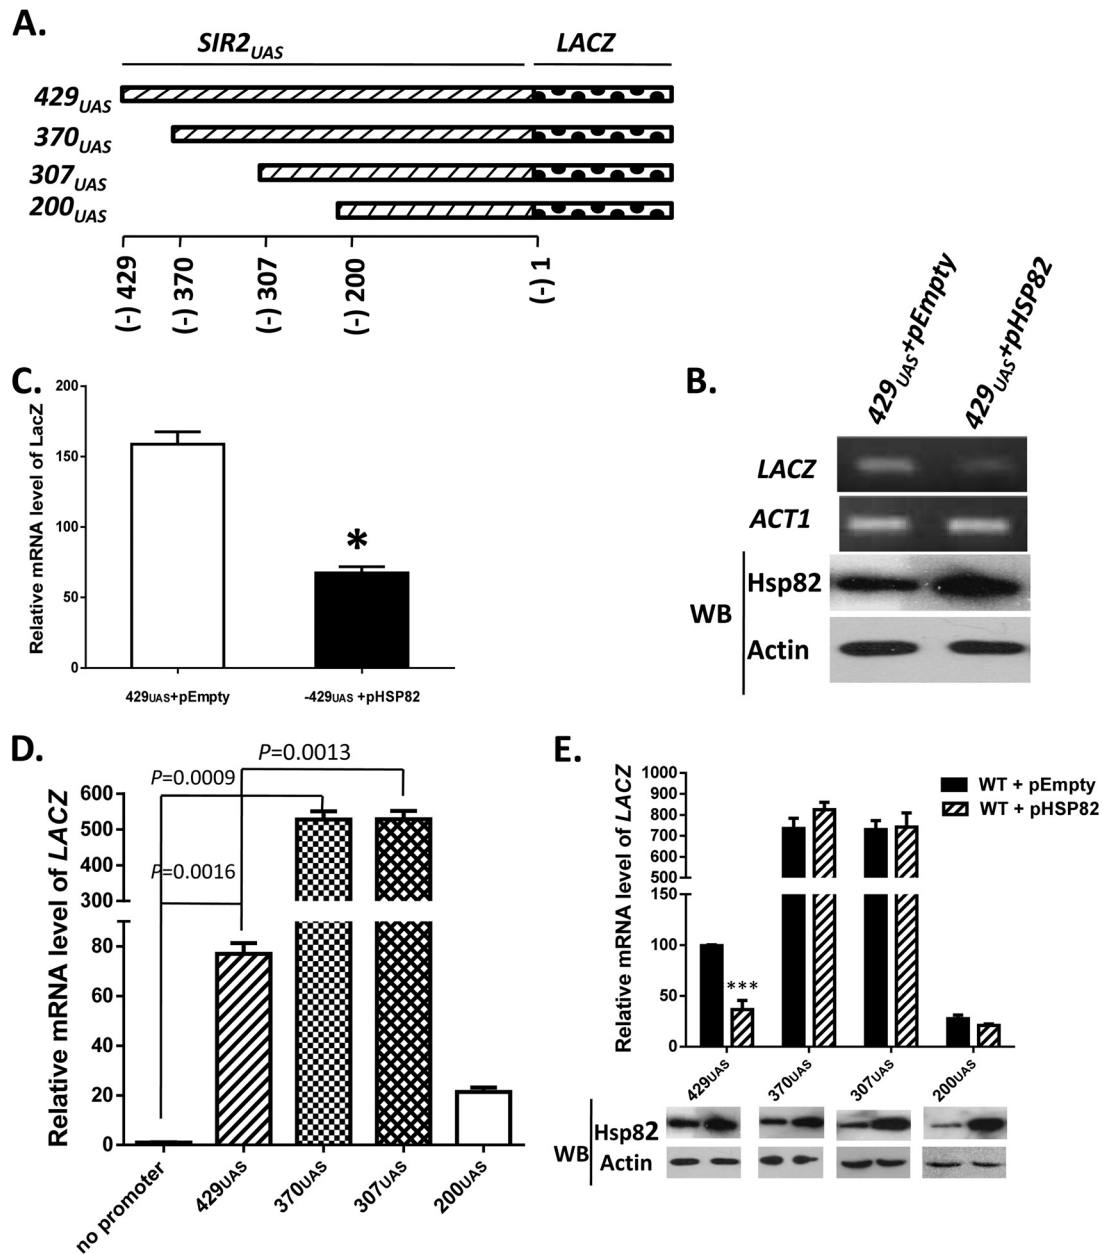 A.
SIR2UAS LACZ
429UAS
370UAS
307UAS
200UAS
(-) 429 (-) 370 (-) 307 (-) 200 (-) 1
C.
Relative mRNA level of LacZ
200
150
100
50
0
*
429UAS+pEmpty -429UAS +pHSP82
B.
429UAS+pEmpty 429UAS+pHSP82
LACZ
ACT1
WB
Hsp82
Actin
D.
Relative mRNA level of LACZ
P=0.0013
P=0.0009
P=0.0016
600
500
400
300
80
60
40
20
0
no promoter 429UAS 370UAS 307UAS 200UAS
E.
Relative mRNA level of LACZ
WT + pEmpty
WT + pHSP82
1000
900
800
700
600
500
150
100
50
0
***
429UAS 370UAS 307UAS 200UAS
WB
Hsp82
Actin